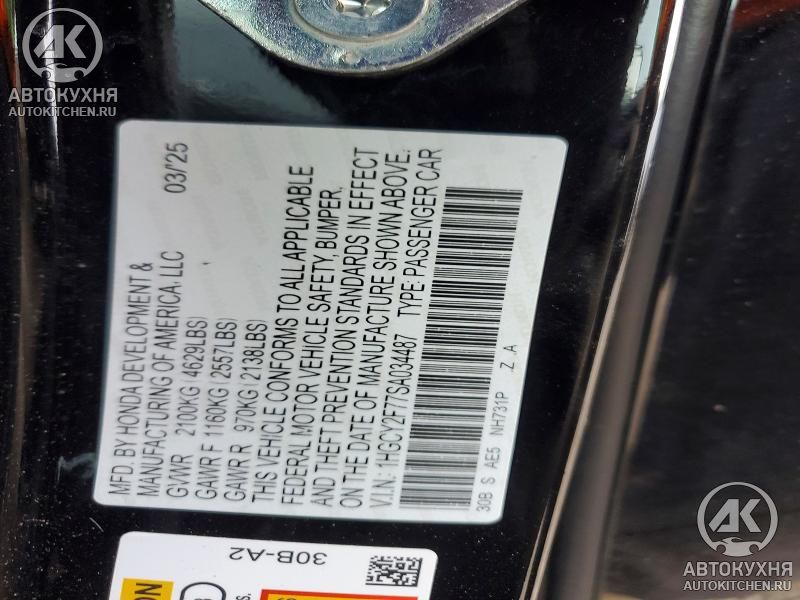 AK
АВТОКУХНЯ
AUTOKITCHEN.RU
MFD. BY HONDA DEVELOPMENT &
MANUFACTURING OF AMERICA, LLC 03/'25
GVWR 2100KG ( 4629LBS)
GAWR F 1160KG ( 2557LBS)
GAWR R 970KG ( 2138LBS)
THIS VEHICLE CONFORMS TO ALL APPLICABLE
FEDERAL MOTOR VEHICLE SAFETY, BUMPER,
AND THEFT PREVENTION STANDARDS IN EFFECT
ON THE DATE OF MANUFACTURE SHOWN ABOVE.
V.I.N.: 1HGCY2F77SA034487 TYPE: PASSENGER CAR
30B S AE5 NH731P Z . A
30B-A2
AK
АВТОКУХНЯ
AUTOKITCHEN.RU